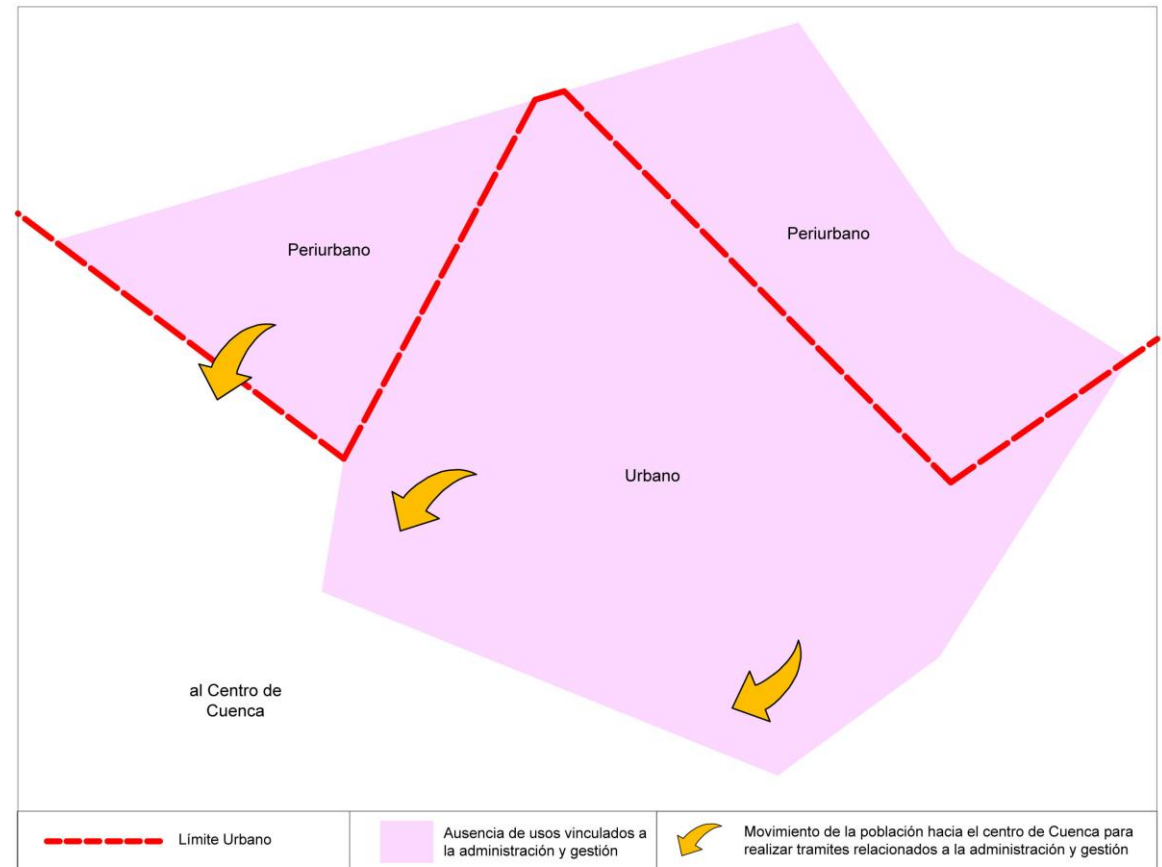 Periurbano
Periurbano
Urbano
al Centro de
Cuenca
Límite Urbano
Ausencia de usos vinculados a
la administración y gestión
Movimiento de la población hacia el centro de Cuenca para
realizar tramites relacionados a la administración y gestión